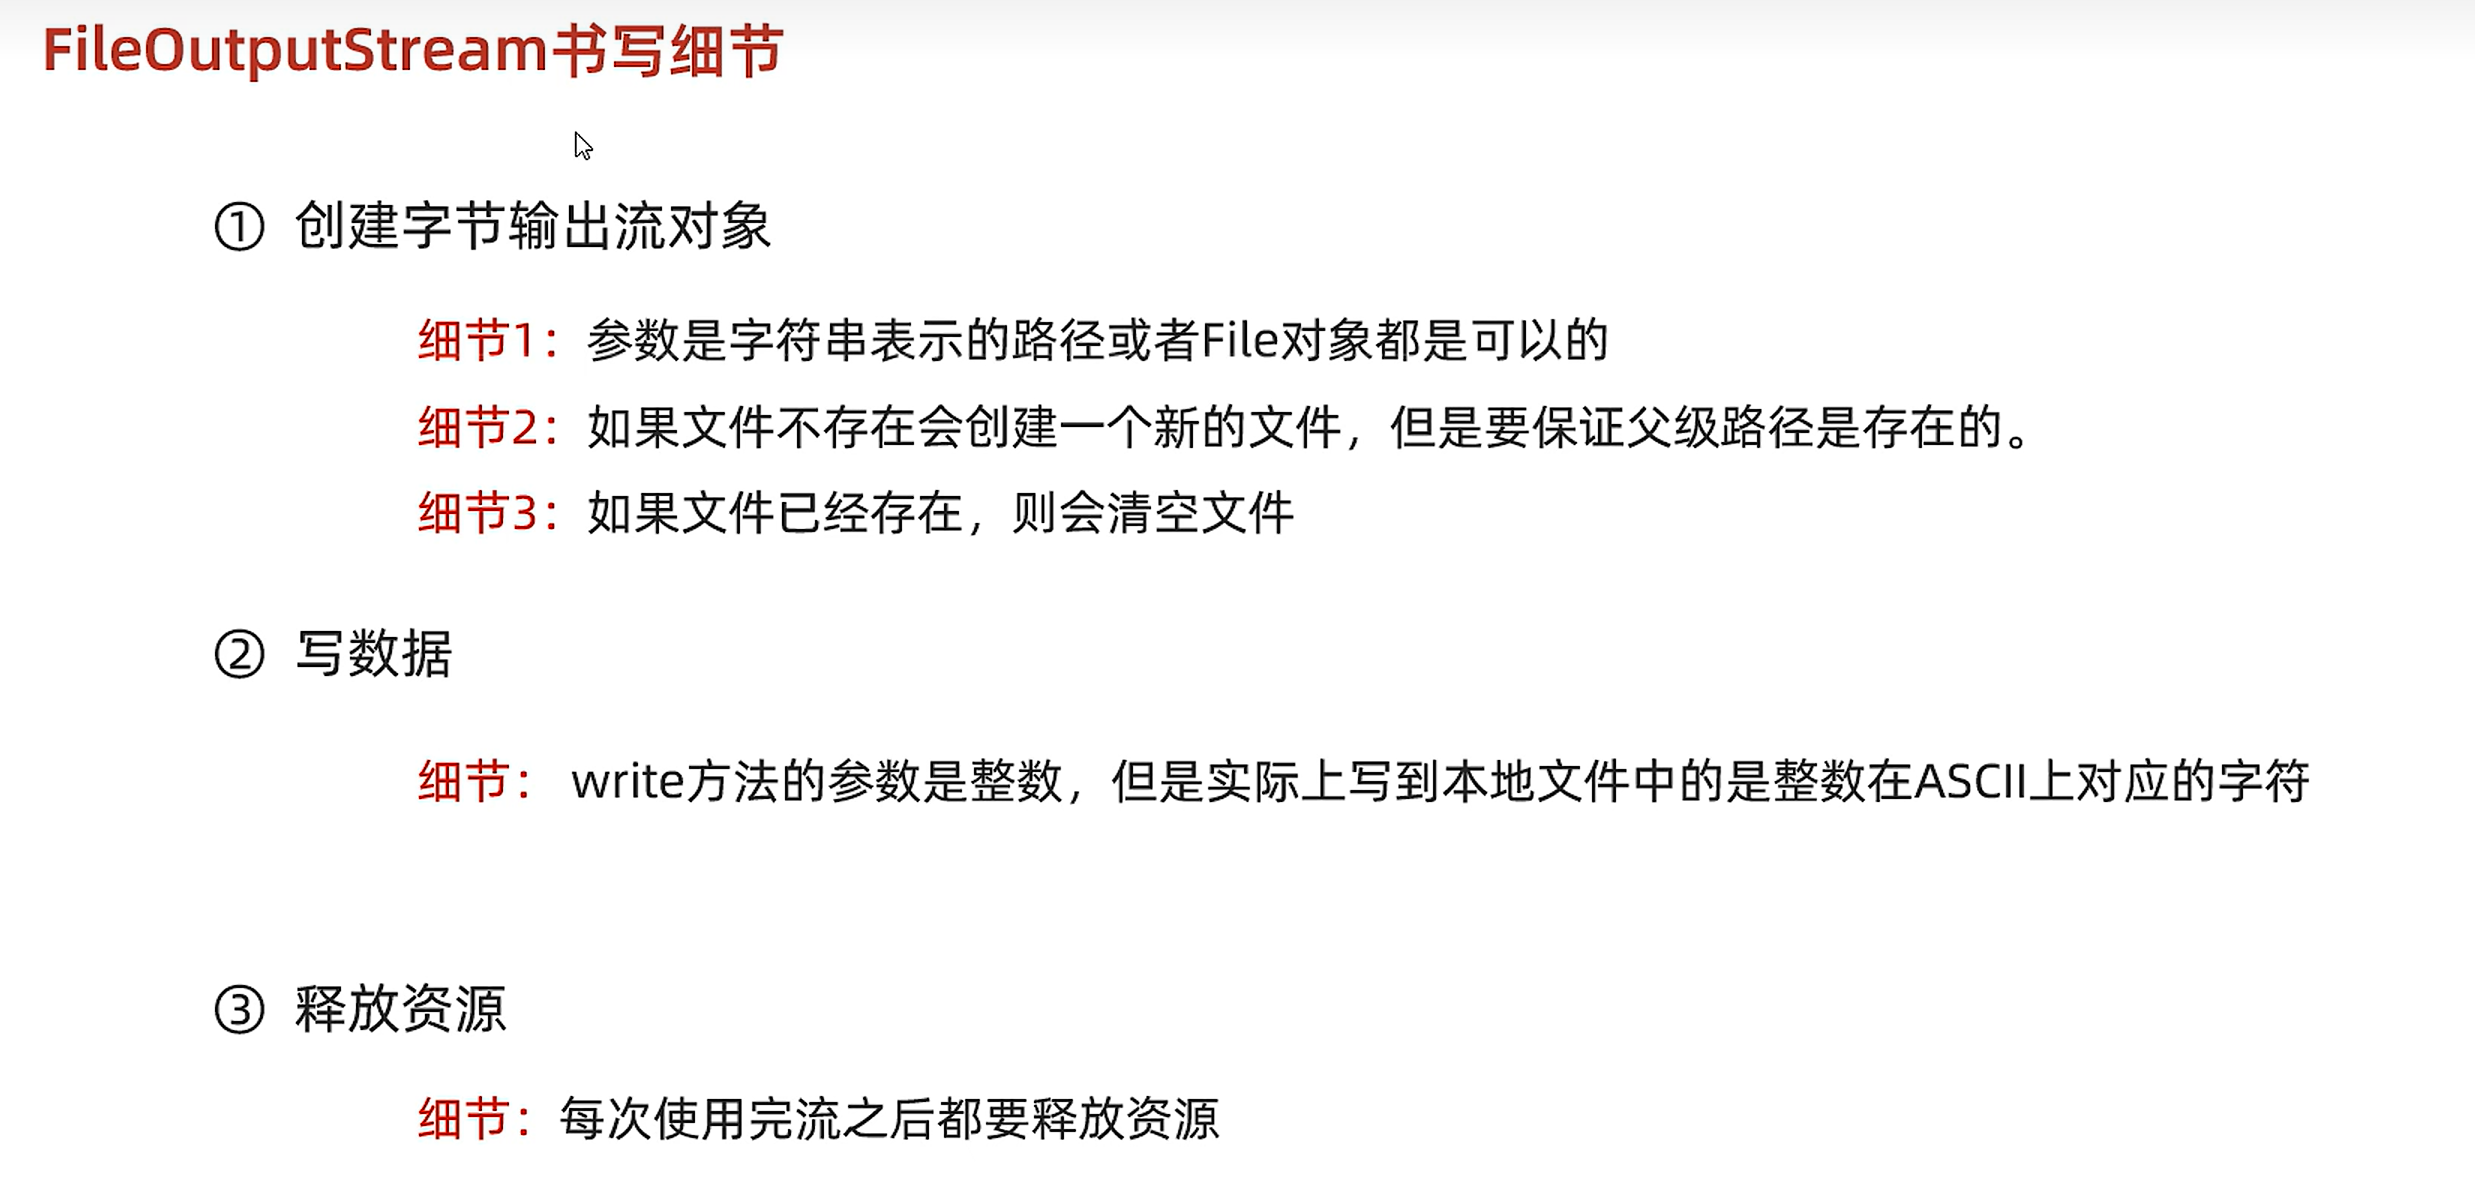 FileOutputStream书写细节
① 创建字节输出流对象
细节1：参数是字符串表示的路径或者File对象都是可以的
细节2：如果文件不存在会创建一个新的文件，但是要保证父级路径是存在的。
细节3：如果文件已经存在，则会清空文件
② 写数据
细节： write方法的参数是整数，但是实际上写到本地文件中的是整数在ASCII上对应的字符
③ 释放资源
细节：每次使用完流之后都要释放资源